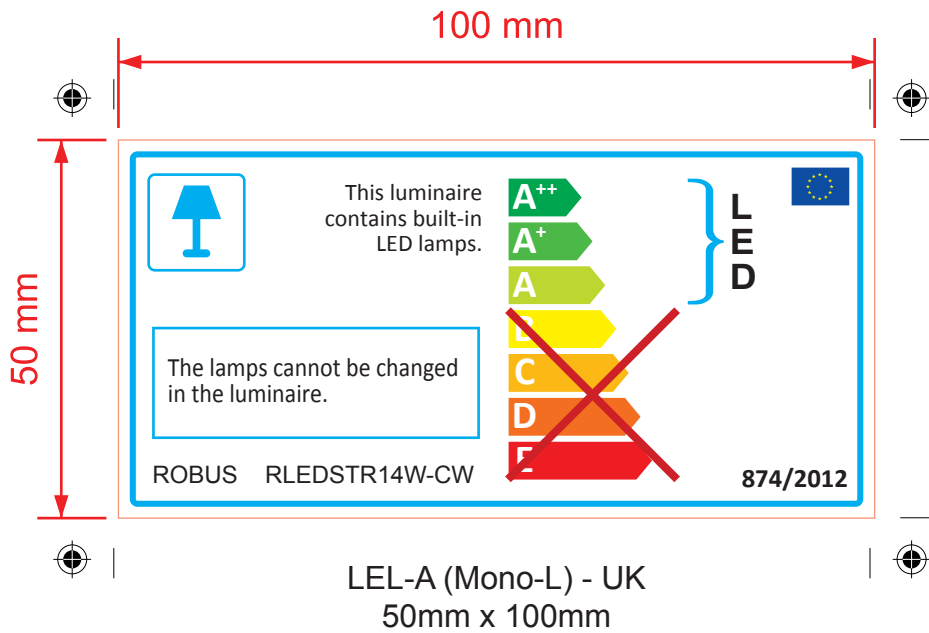 100 mm
50 mm
This luminaire
contains built-in
LED lamps.
A++
A+
A
B
C
D
E
L
E
D
The lamps cannot be changed
in the luminaire.
ROBUS RLEDSTR14W-CW
874/2012
LEL-A (Mono-L) - UK
50mm x 100mm